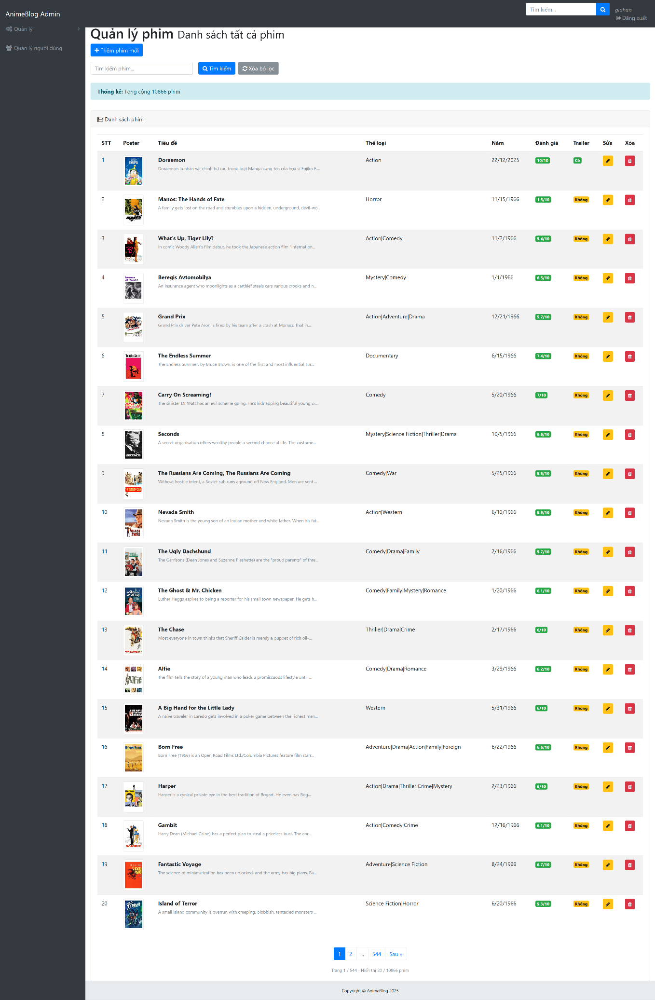 AnimeBlog Admin
Tìm kiếm...
giahan
Đăng xuất
Quản lý
Quản lý người dùng
Quản lý phim Danh sách tất cả phim
Thêm phim mới
Tìm kiếm phim...
Tìm kiếm
Xóa bộ lọc
Thống kê: Tổng cộng 10866 phim
Danh sách phim
STT Poster Tiêu đề Thể loại Năm Đánh giá Trailer Sửa Xóa
1 Doraemon Action 22/12/2025 10/10 Có
Doraemon là nhân vật chính hư cấu trong loạt Manga cùng tên của họa sĩ Fujiko F....
2 Manos: The Hands of Fate Horror 11/15/1966 1.5/10 Không
A family gets lost on the road and stumbles upon a hidden, underground, devil-wo...
3 What's Up, Tiger Lily? Action|Comedy 11/2/1966 5.4/10 Không
In comic Woody Allen's film debut, he took the Japanese action film "Internation...
4 Beregis Avtomobilya Mystery|Comedy 1/1/1966 6.5/10 Không
An insurance agent who moonlights as a carthief steals cars various crooks and n...
5 Grand Prix Action|Adventure|Drama 12/21/1966 5.7/10 Không
Grand Prix driver Pete Aron is fired by his team after a crash at Monaco that in...
6 The Endless Summer Documentary 6/15/1966 7.4/10 Không
The Endless Summer, by Bruce Brown, is one of the first and most influential sur...
7 Carry On Screaming! Comedy 5/20/1966 7/10 Không
The sinister Dr Watt has an evil scheme going. He's kidnapping beautiful young w...
8 Seconds Mystery|Science Fiction|Thriller|Drama 10/5/1966 6.6/10 Không
A secret organisation offers wealthy people a second chance at life. The custome...
9 The Russians Are Coming, The Russians Are Coming Comedy|War 5/25/1966 5.5/10 Không
Without hostile intent, a Soviet sub runs aground off New England. Men are sent ...
10 Nevada Smith Action|Western 6/10/1966 5.9/10 Không
Nevada Smith is the young son of an Indian mother and white father. When his fat...
11 The Ugly Dachshund Comedy|Drama|Family 2/16/1966 5.7/10 Không
The Garrisons (Dean Jones and Suzanne Pleshette) are the "proud parents" of thre...
12 The Ghost & Mr. Chicken Comedy|Family|Mystery|Romance 1/20/1966 6.1/10 Không
Luther Heggs aspires to being a reporter for his small town newspaper. He gets h...
13 The Chase Thriller|Drama|Crime 2/17/1966 6/10 Không
Most everyone in town thinks that Sheriff Calder is merely a puppet of rich oil-...
14 Alfie Comedy|Drama|Romance 3/29/1966 6.2/10 Không
The film tells the story of a young man who leads a promiscuous lifestyle until ...
15 A Big Hand for the Little Lady Western 5/31/1966 6/10 Không
A naive traveler in Laredo gets involved in a poker game between the richest men...
16 Born Free Adventure|Drama|Action|Family|Foreign 6/22/1966 6.6/10 Không
Born Free (1966) is an Open Road Films Ltd./Columbia Pictures feature film starr...
17 Harper Action|Drama|Thriller|Crime|Mystery 2/23/1966 6/10 Không
Harper is a cynical private eye in the best tradition of Bogart. He even has Bog...
18 Gambit Action|Comedy|Crime 12/16/1966 6.1/10 Không
Harry Dean (Michael Caine) has a perfect plan to steal a priceless bust. The cor...
19 Fantastic Voyage Adventure|Science Fiction 8/24/1966 6.7/10 Không
The science of miniaturization has been unlocked, and the army has big plans. Bu...
20 Island of Terror Science Fiction|Horror 6/20/1966 5.3/10 Không
A small island community is overrun with creeping, blobbish, tentacled monsters ...
1 2 ... 544 Sau »
Trang 1 / 544 - Hiển thị 20 / 10866 phim
Copyright © AnimeBlog 2025